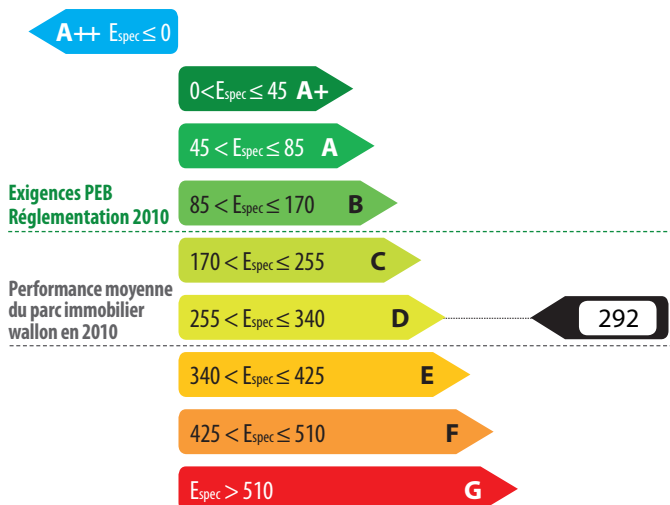 A++ Espec ≤ 0
0 < Espec ≤ 45 A+
45 < Espec ≤ 85 A
Exigences PEB
Réglementation 2010
85 < Espec ≤ 170 B
170 < Espec ≤ 255 C
Performance moyenne
du parc immobilier
wallon en 2010
255 < Espec ≤ 340 D
292
340 < Espec ≤ 425 E
425 < Espec ≤ 510 F
Espec > 510 G